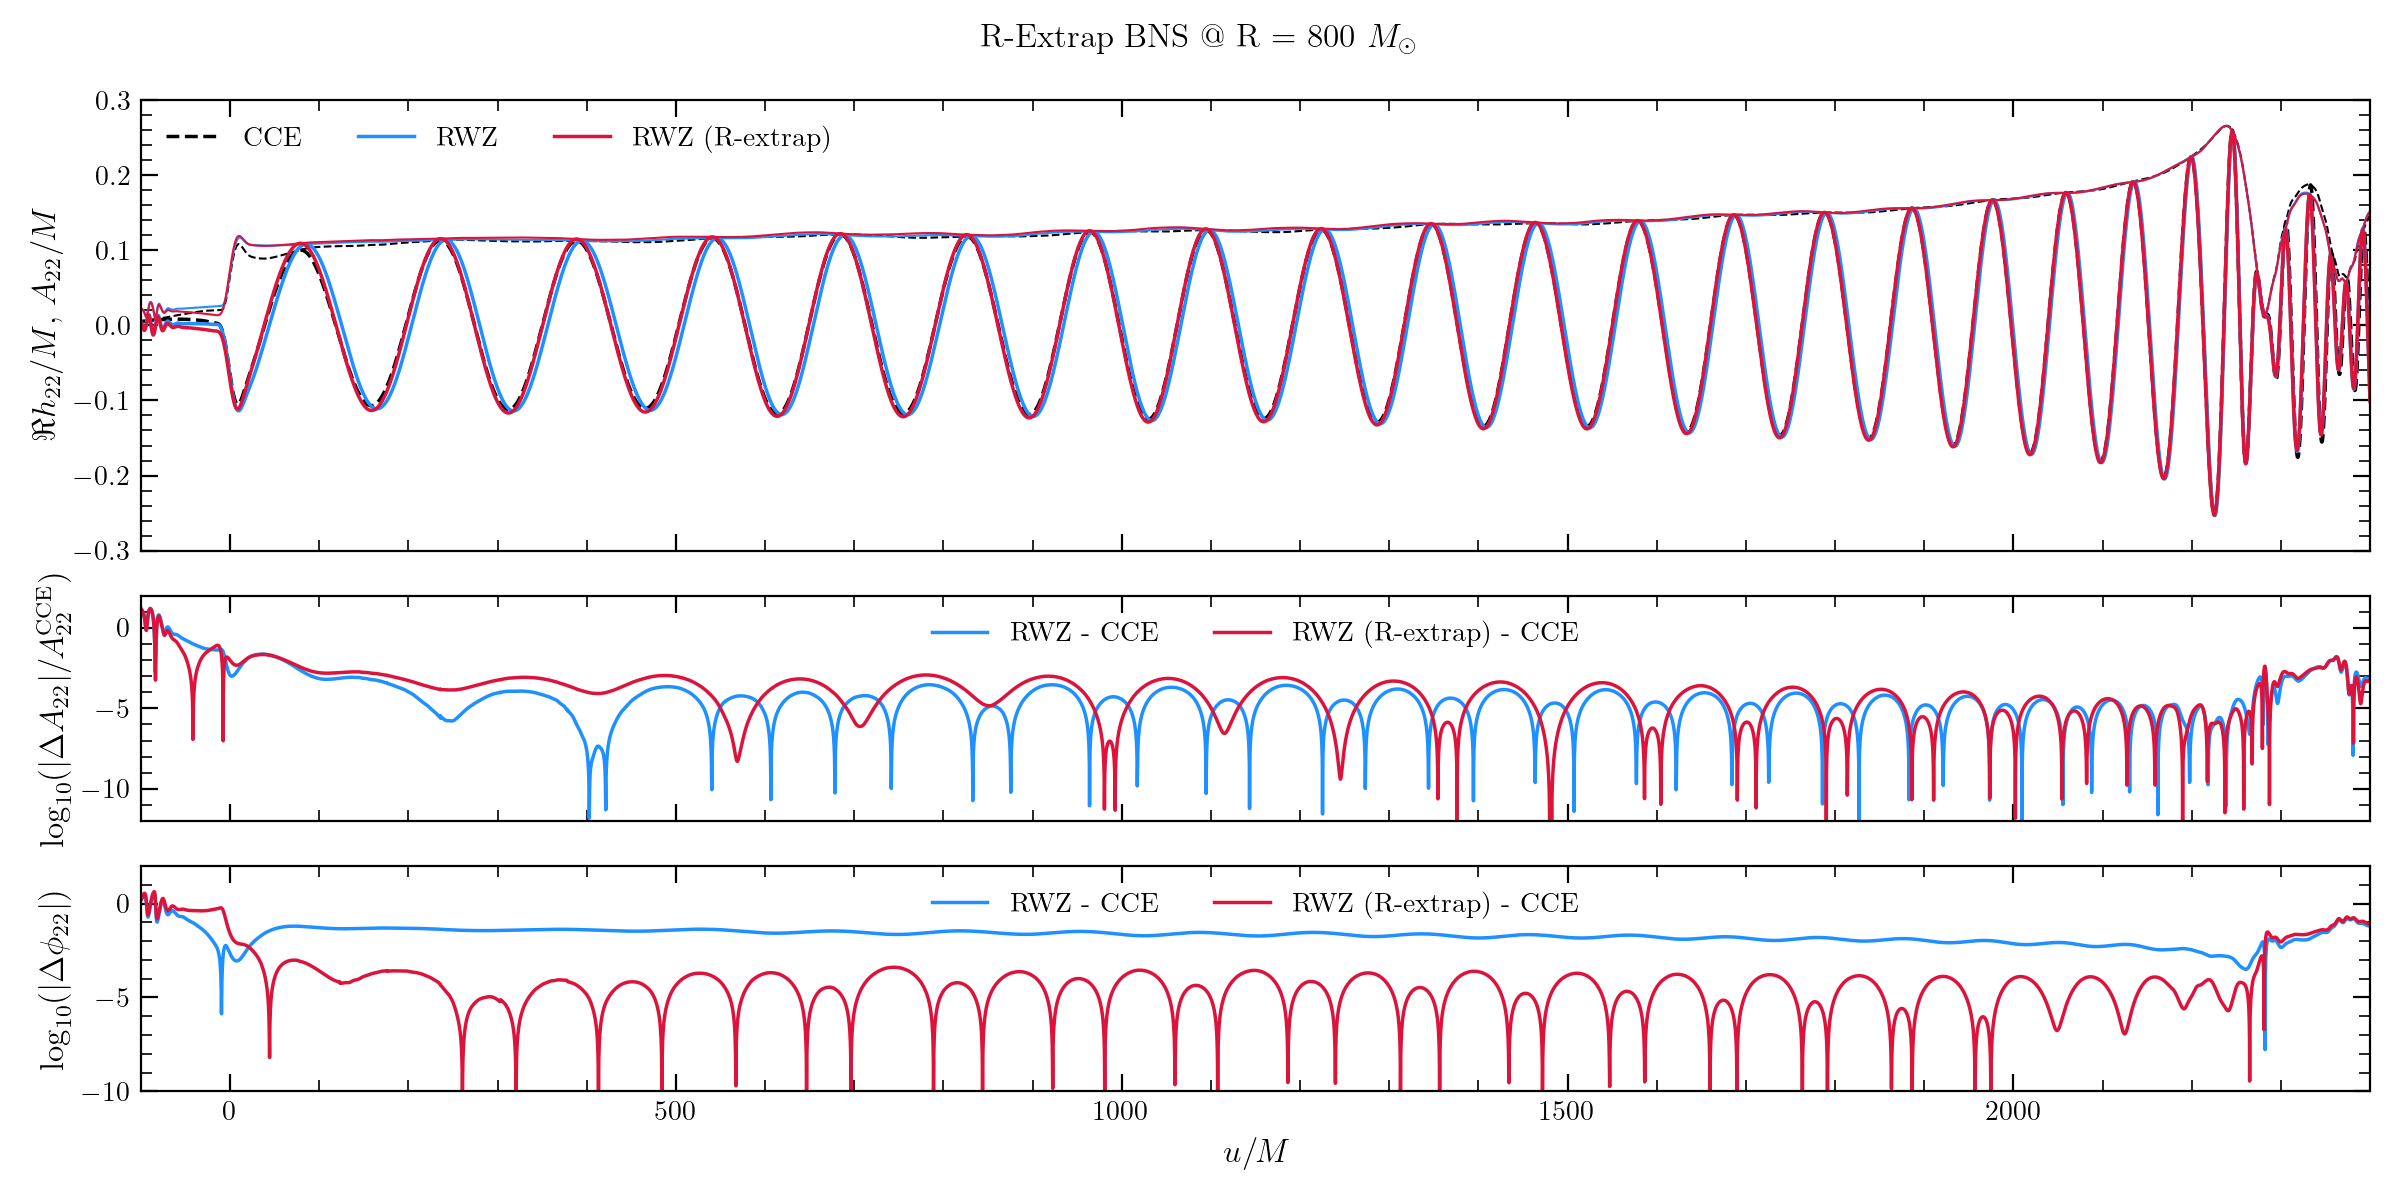 R-Extrap BNS @ R = 800 M⊙
0.3
0.2
0.1
0.0
−0.1
−0.2
−0.3
ℜh22/M, A22/M
CCE RWZ RWZ (R-extrap)
0
−5
−10
log10(|ΔA22|/A22^CCE)
RWZ - CCE RWZ (R-extrap) - CCE
0
−5
−10
log10(|Δϕ22|)
RWZ - CCE RWZ (R-extrap) - CCE
0 500 1000 1500 2000
u/M